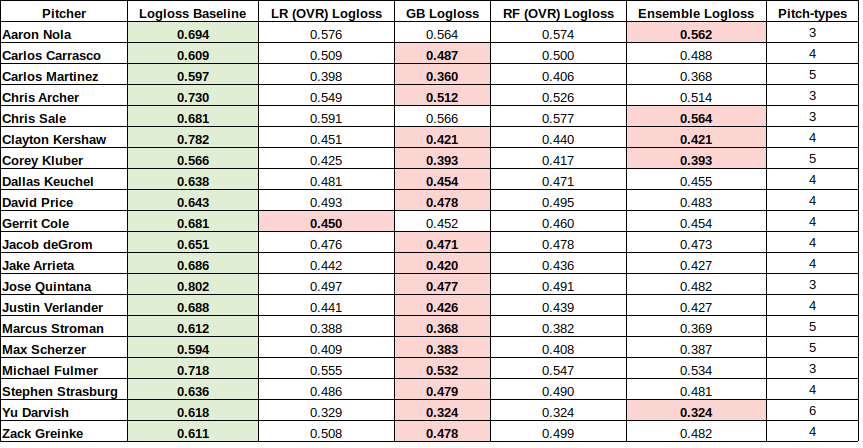 Pitcher Logloss Baseline LR (OVR) Logloss GB Logloss RF (OVR) Logloss Ensemble Logloss Pitch-types
Aaron Nola 0.694 0.576 0.564 0.574 0.562 3
Carlos Carrasco 0.609 0.509 0.487 0.500 0.488 4
Carlos Martinez 0.597 0.398 0.360 0.406 0.368 5
Chris Archer 0.730 0.549 0.512 0.526 0.514 3
Chris Sale 0.681 0.591 0.566 0.577 0.564 3
Clayton Kershaw 0.782 0.451 0.421 0.440 0.421 4
Corey Kluber 0.566 0.425 0.393 0.417 0.393 5
Dallas Keuchel 0.638 0.481 0.454 0.471 0.455 4
David Price 0.643 0.493 0.478 0.495 0.483 4
Gerrit Cole 0.681 0.450 0.452 0.460 0.454 4
Jacob deGrom 0.651 0.476 0.471 0.478 0.473 4
Jake Arrieta 0.686 0.442 0.420 0.436 0.427 4
Jose Quintana 0.802 0.497 0.477 0.491 0.482 3
Justin Verlander 0.688 0.441 0.426 0.439 0.427 4
Marcus Stroman 0.612 0.388 0.368 0.382 0.369 5
Max Scherzer 0.594 0.409 0.383 0.408 0.387 5
Michael Fulmer 0.718 0.555 0.532 0.547 0.534 3
Stephen Strasburg 0.636 0.486 0.479 0.490 0.481 4
Yu Darvish 0.618 0.329 0.324 0.324 0.324 6
Zack Greinke 0.611 0.508 0.478 0.499 0.482 4